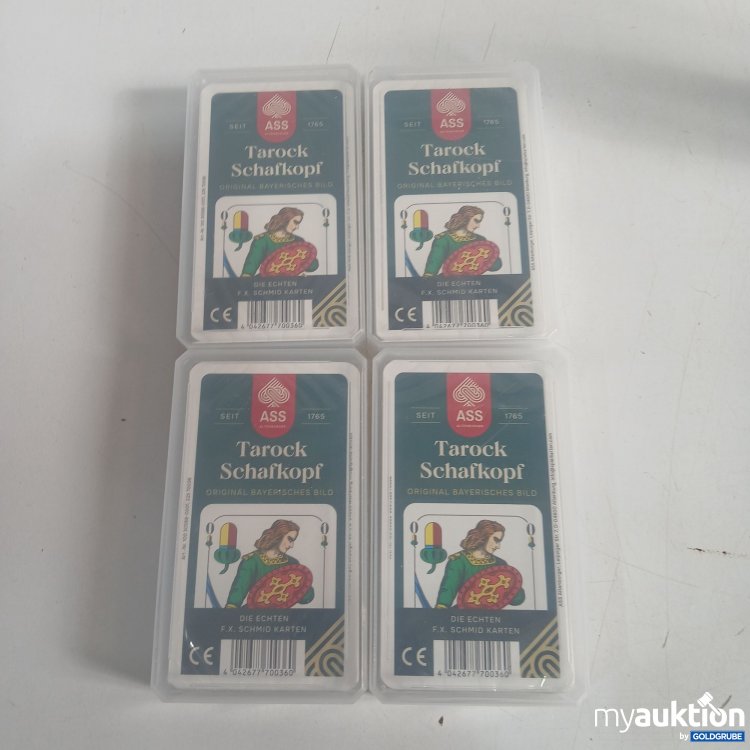 SEIT ASS 1765
Tarock
Schafkopf
ORIGINAL BAYERISCHES BILD
O O
DIE ECHTEN
F.X. SCHMID KARTEN
CE
4 042677 700360
SEIT ASS 1765
Tarock
Schafkopf
ORIGINAL BAYERISCHES BILD
O O
DIE ECHTEN
F.X. SCHMID KARTEN
CE
4 042677 700360
SEIT ASS 1765
Tarock
Schafkopf
ORIGINAL BAYERISCHES BILD
O O
DIE ECHTEN
F.X. SCHMID KARTEN
CE
4 042677 700360
SEIT ASS 1765
Tarock
Schafkopf
ORIGINAL BAYERISCHES BILD
O O
DIE ECHTEN
F.X. SCHMID KARTEN
CE
4 042677 700360
myauktion
by GOLDGRUBE